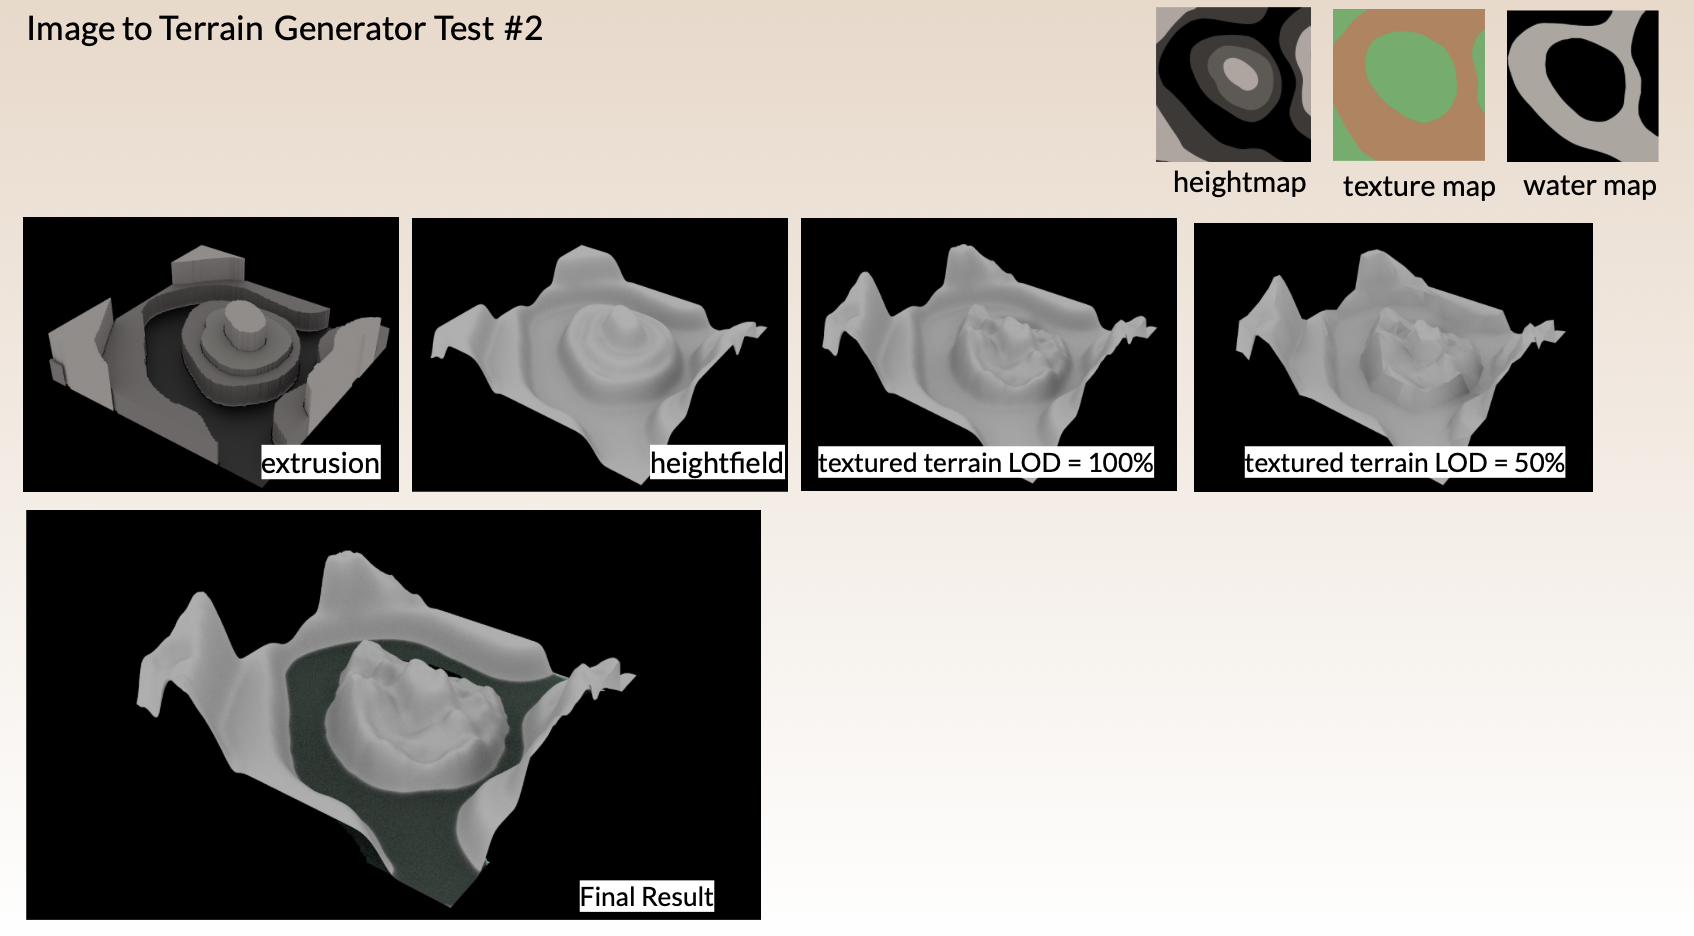 Image to Terrain Generator Test #2
heightmap
texture map
water map
extrusion
heightfield
textured terrain LOD = 100%
textured terrain LOD = 50%
Final Result